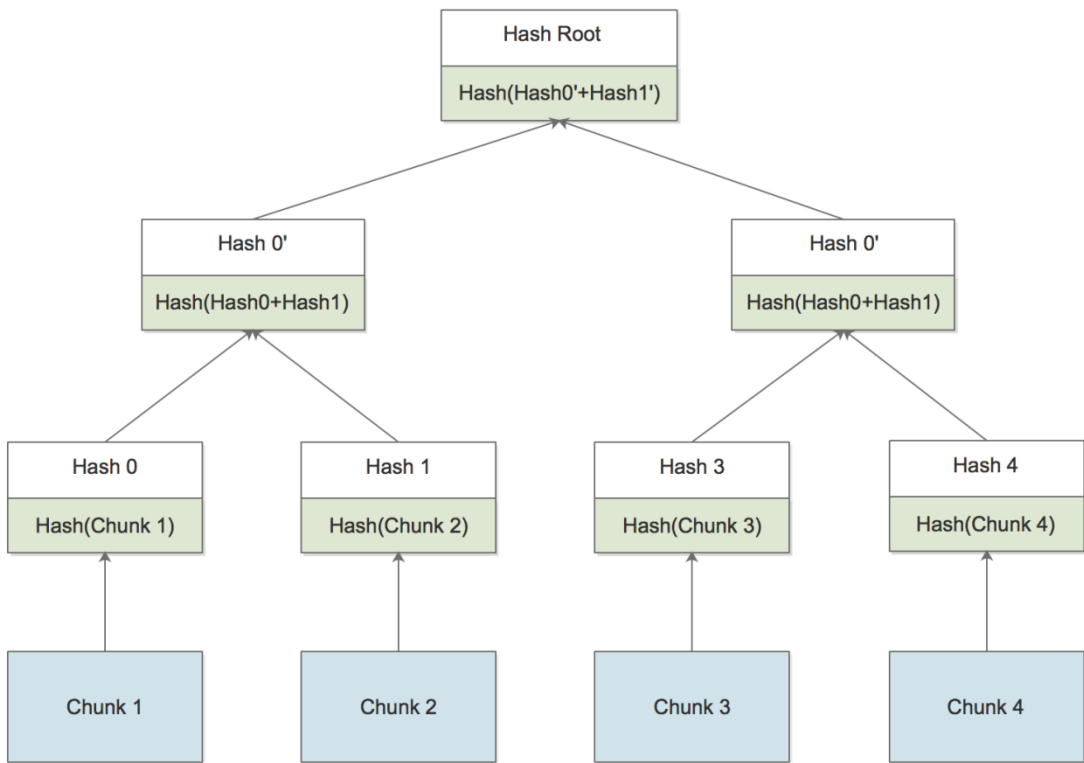 Hash Root
Hash(Hash0'+Hash1')
Hash 0'
Hash(Hash0+Hash1)
Hash 0'
Hash(Hash0+Hash1)
Hash 0
Hash(Chunk 1)
Hash 1
Hash(Chunk 2)
Hash 3
Hash(Chunk 3)
Hash 4
Hash(Chunk 4)
Chunk 1
Chunk 2
Chunk 3
Chunk 4